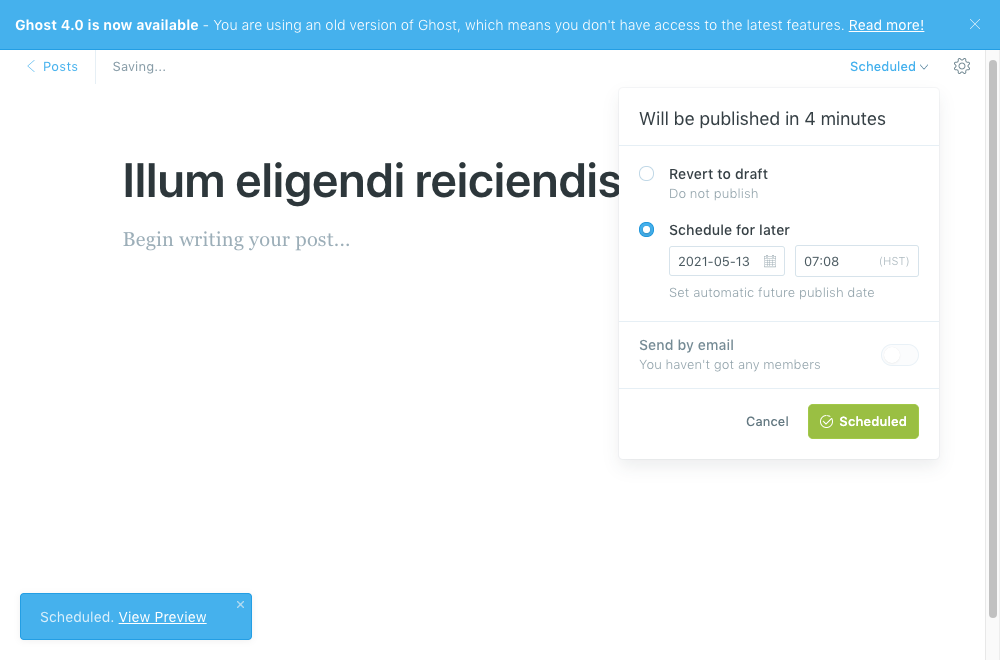 Ghost 4.0 is now available - You are using an old version of Ghost, which means you don't have access to the latest features. Read more!
Posts
Saving...
Scheduled
Will be published in 4 minutes
Illum eligendi reiciendis
Begin writing your post...
Revert to draft
Do not publish
Schedule for later
2021-05-13
07:08 (HST)
Set automatic future publish date
Send by email
You haven't got any members
Cancel
Scheduled
Scheduled. View Preview